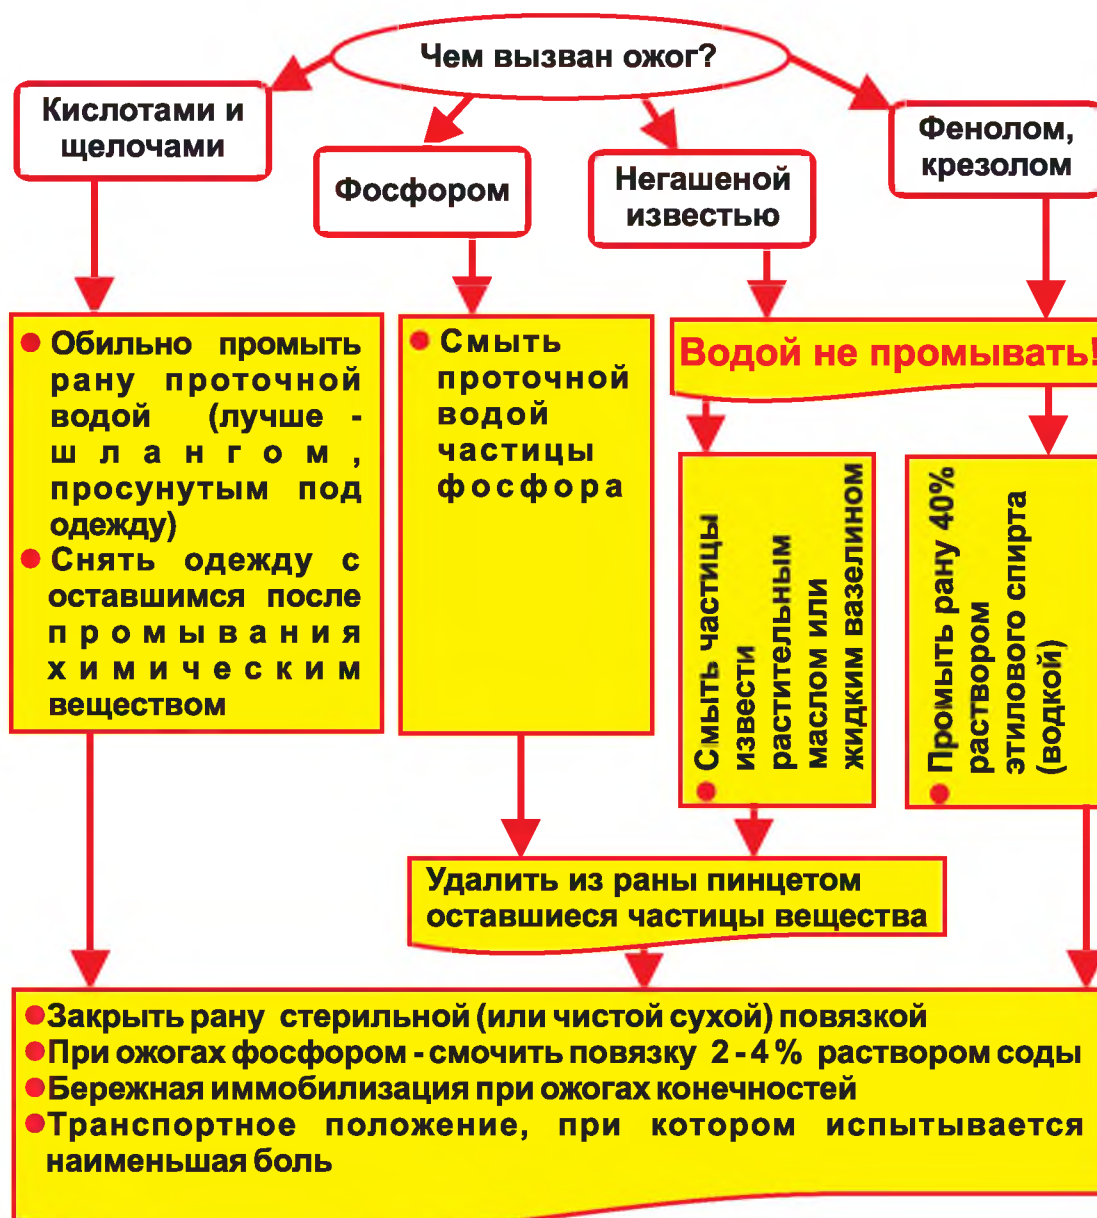 Чем вызван ожог?
Кислотами и
щелочами
Фосфором
Негашеной
известью
Фенолом,
крезолом
Обильно промыть
рану проточной
водой (лучше -
шлангом,
просунутым под
одежду)
Снять одежду с
оставшимся после
промывания
химическим
веществом
Смыть
проточной
водой
частицы
фосфора
Водой не промывать!
Смыть частицы
извести
растительным
маслом или
жидким вазелином
Промыть рану 40%
раствором
этилового спирта
(водкой)
Удалить из раны пинцетом
оставшиеся частицы вещества
Закрыть рану стерильной (или чистой сухой) повязкой
При ожогах фосфором - смочить повязку 2 - 4 % раствором соды
Бережная иммобилизация при ожогах конечностей
Транспортное положение, при котором испытывается
наименьшая боль